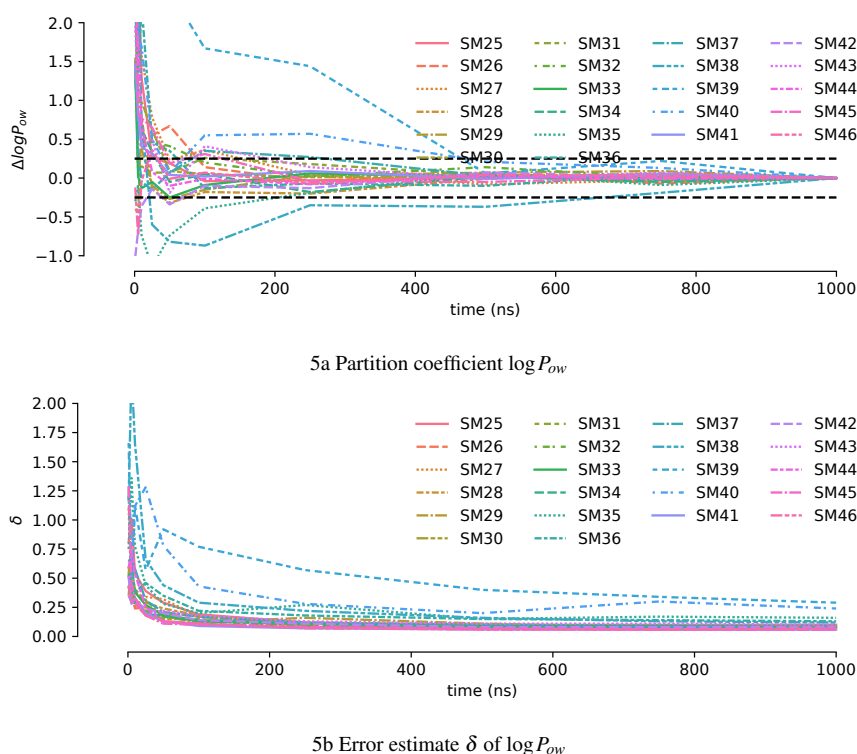 2.0
1.5
1.0
0.5
0.0
−0.5
−1.0
ΔlogP_ow
SM25 SM31 SM37 SM42
SM26 SM32 SM38 SM43
SM27 SM33 SM39 SM44
SM28 SM34 SM40 SM45
SM29 SM35 SM41 SM46
SM30 SM36
0 200 400 600 800 1000
time (ns)
5a Partition coefficient log P_ow
2.00
1.75
1.50
1.25
1.00
0.75
0.50
0.25
0.00
δ
SM25 SM31 SM37 SM42
SM26 SM32 SM38 SM43
SM27 SM33 SM39 SM44
SM28 SM34 SM40 SM45
SM29 SM35 SM41 SM46
SM30 SM36
0 200 400 600 800 1000
time (ns)
5b Error estimate δ of log P_ow